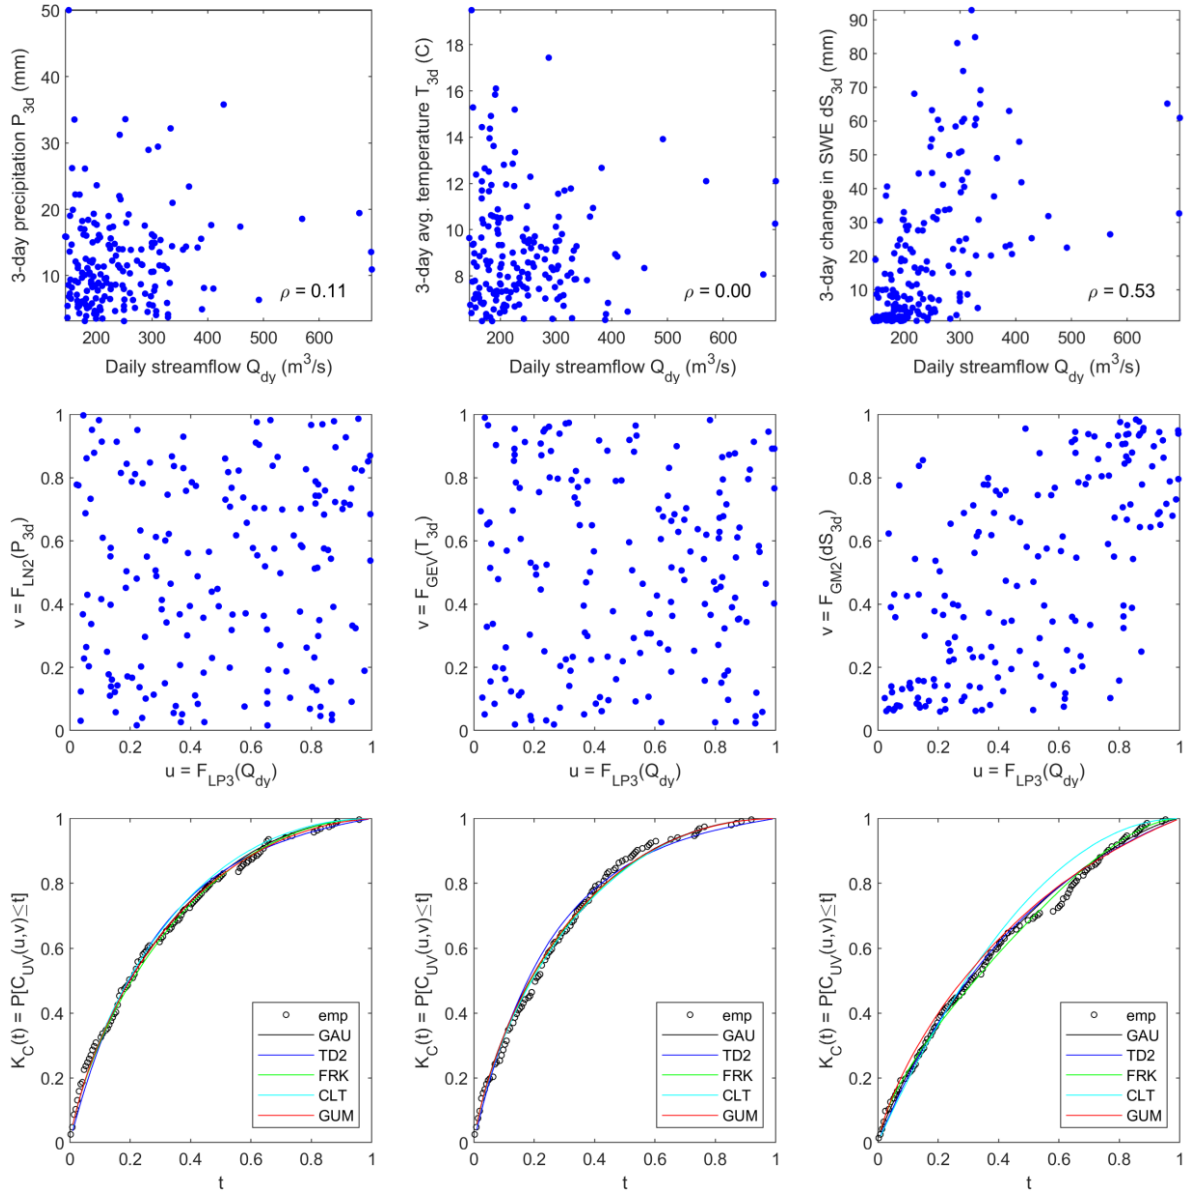 50
40
30
20
10
3-day precipitation P3d (mm)
ρ = 0.11
200 300 400 500 600
Daily streamflow Qdy (m³/s)
18
16
14
12
10
8
3-day avg. temperature T3d (C)
ρ = 0.00
200 300 400 500 600
Daily streamflow Qdy (m³/s)
90
80
70
60
50
40
30
20
10
3-day change in SWE dS3d (mm)
ρ = 0.53
200 300 400 500 600
Daily streamflow Qdy (m³/s)
1
0.8
0.6
0.4
0.2
0
v = FLN2(P3d)
0 0.2 0.4 0.6 0.8 1
u = FLP3(Qdy)
1
0.8
0.6
0.4
0.2
0
v = FGEV(T3d)
0 0.2 0.4 0.6 0.8 1
u = FLP3(Qdy)
1
0.8
0.6
0.4
0.2
0
v = FGM2(dS3d)
0 0.2 0.4 0.6 0.8 1
u = FLP3(Qdy)
1
0.8
0.6
0.4
0.2
0
KC(t) = P[CUV(u,v)≤t]
emp
GAU
TD2
FRK
CLT
GUM
0 0.2 0.4 0.6 0.8 1
t
1
0.8
0.6
0.4
0.2
0
KC(t) = P[CUV(u,v)≤t]
emp
GAU
TD2
FRK
CLT
GUM
0 0.2 0.4 0.6 0.8 1
t
1
0.8
0.6
0.4
0.2
0
KC(t) = P[CUV(u,v)≤t]
emp
GAU
TD2
FRK
CLT
GUM
0 0.2 0.4 0.6 0.8 1
t